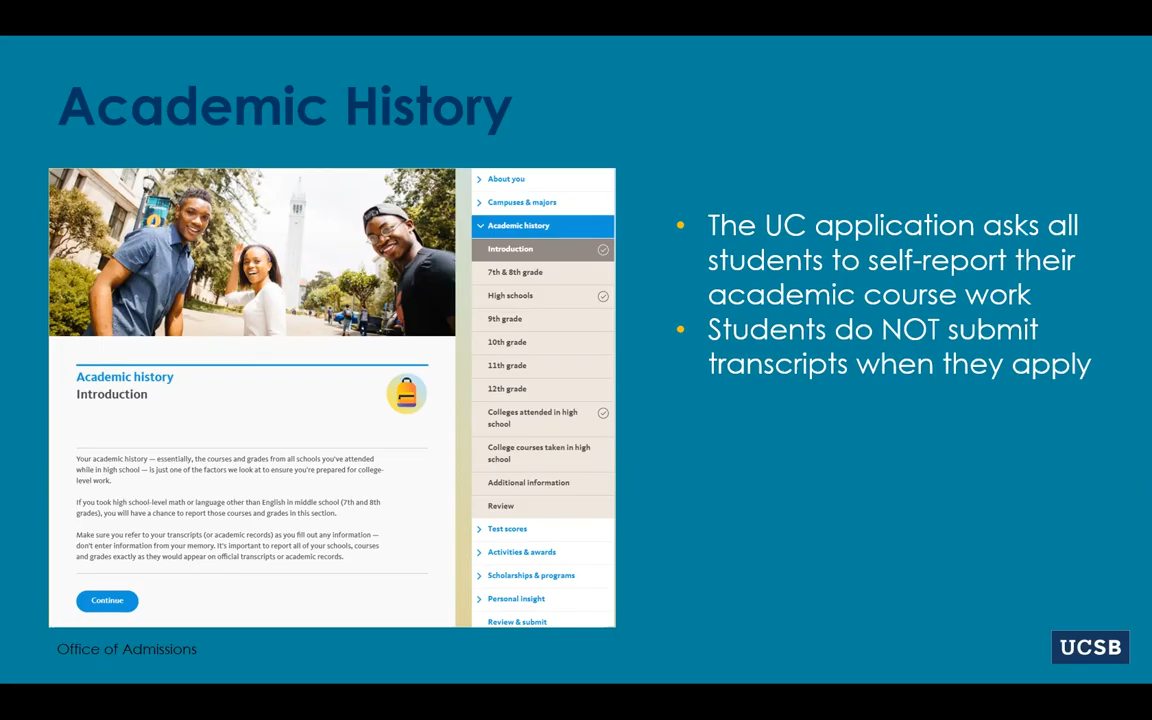 Academic History
About you
Campuses & majors
Academic history
Introduction
7th & 8th grade
High schools
9th grade
10th grade
11th grade
12th grade
Colleges attended in high
school
College courses taken in high
school
Additional information
Review
Test scores
Activities & awards
Scholarships & programs
Personal insight
Review & submit
Academic history
Introduction
Your academic history — essentially, the courses and grades from all schools you've attended
while in high school — is just one of the factors we look at to ensure you're prepared for college-
level work.
If you took high school-level math or language other than English in middle school (7th and 8th
grades), you will have a chance to report those courses and grades in this section.
Make sure you refer to your transcripts (or academic records) as you fill out any information —
don't enter information from your memory. It's important to report all of your schools, courses
and grades exactly as they would appear on official transcripts or academic records.
Continue
• The UC application asks all
students to self-report their
academic course work
• Students do NOT submit
transcripts when they apply
Office of Admissions
UCSB